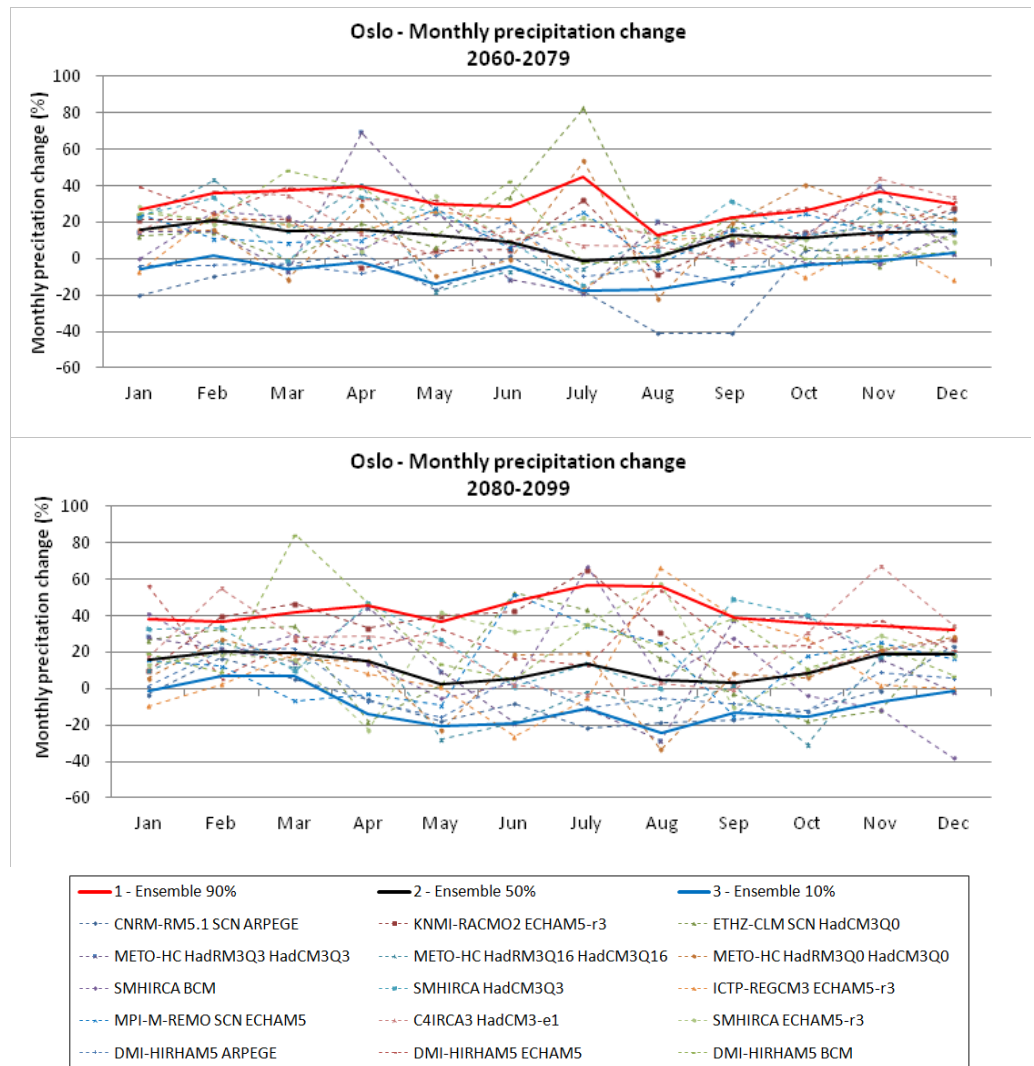 Oslo - Monthly precipitation change
2060-2079
Monthly precitation change (%)
100
80
60
40
20
0
-20
-40
-60
Jan Feb Mar Apr May Jun July Aug Sep Oct Nov Dec
Oslo - Monthly precipitation change
2080-2099
Monthly precipitation change (%)
100
80
60
40
20
0
-20
-40
-60
Jan Feb Mar Apr May Jun July Aug Sep Oct Nov Dec
1 - Ensemble 90% 2 - Ensemble 50% 3 - Ensemble 10%
CNRM-RM5.1 SCN ARPEGE KNMI-RACMO2 ECHAM5-r3 ETHZ-CLM SCN HadCM3Q0
METO-HC HadRM3Q3 HadCM3Q3 METO-HC HadRM3Q16 HadCM3Q16 METO-HC HadRM3Q0 HadCM3Q0
SMHIRCA BCM SMHIRCA HadCM3Q3 ICTP-REGCM3 ECHAM5-r3
MPI-M-REMO SCN ECHAM5 C4IRCA3 HadCM3-e1 SMHIRCA ECHAM5-r3
DMI-HIRHAM5 ARPEGE DMI-HIRHAM5 ECHAM5 DMI-HIRHAM5 BCM